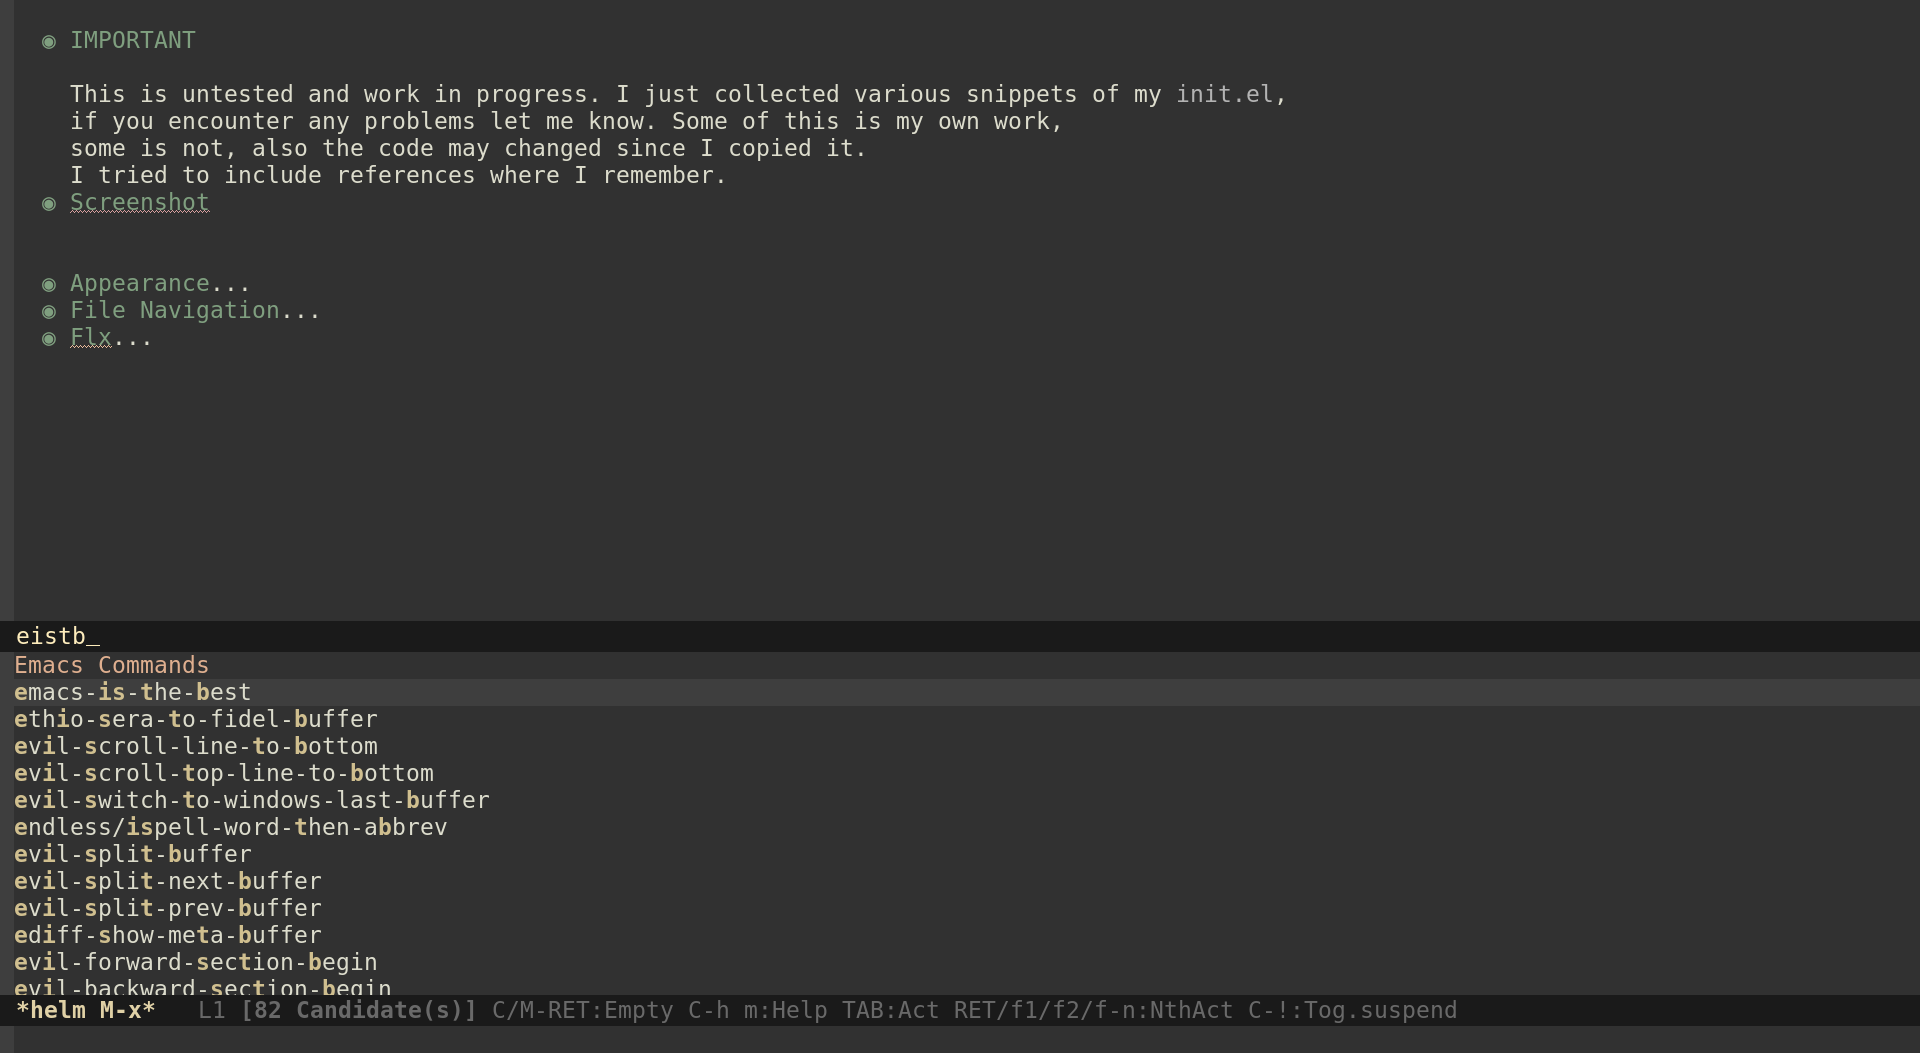 ◉ IMPORTANT
This is untested and work in progress. I just collected various snippets of my init.el,
if you encounter any problems let me know. Some of this is my own work,
some is not, also the code may changed since I copied it.
I tried to include references where I remember.
◉ Screenshot
◉ Appearance...
◉ File Navigation...
◉ Flx...
eistb_
Emacs Commands
emacs-is-the-best
ethio-sera-to-fidel-buffer
evil-scroll-line-to-bottom
evil-scroll-top-line-to-bottom
evil-switch-to-windows-last-buffer
endless/ispell-word-then-abbrev
evil-split-buffer
evil-split-next-buffer
evil-split-prev-buffer
ediff-show-meta-buffer
evil-forward-section-begin
evil-backward-section-begin
*helm M-x* L1 [82 Candidate(s)] C/M-RET:Empty C-h m:Help TAB:Act RET/f1/f2/f-n:NthAct C-!:Tog.suspend